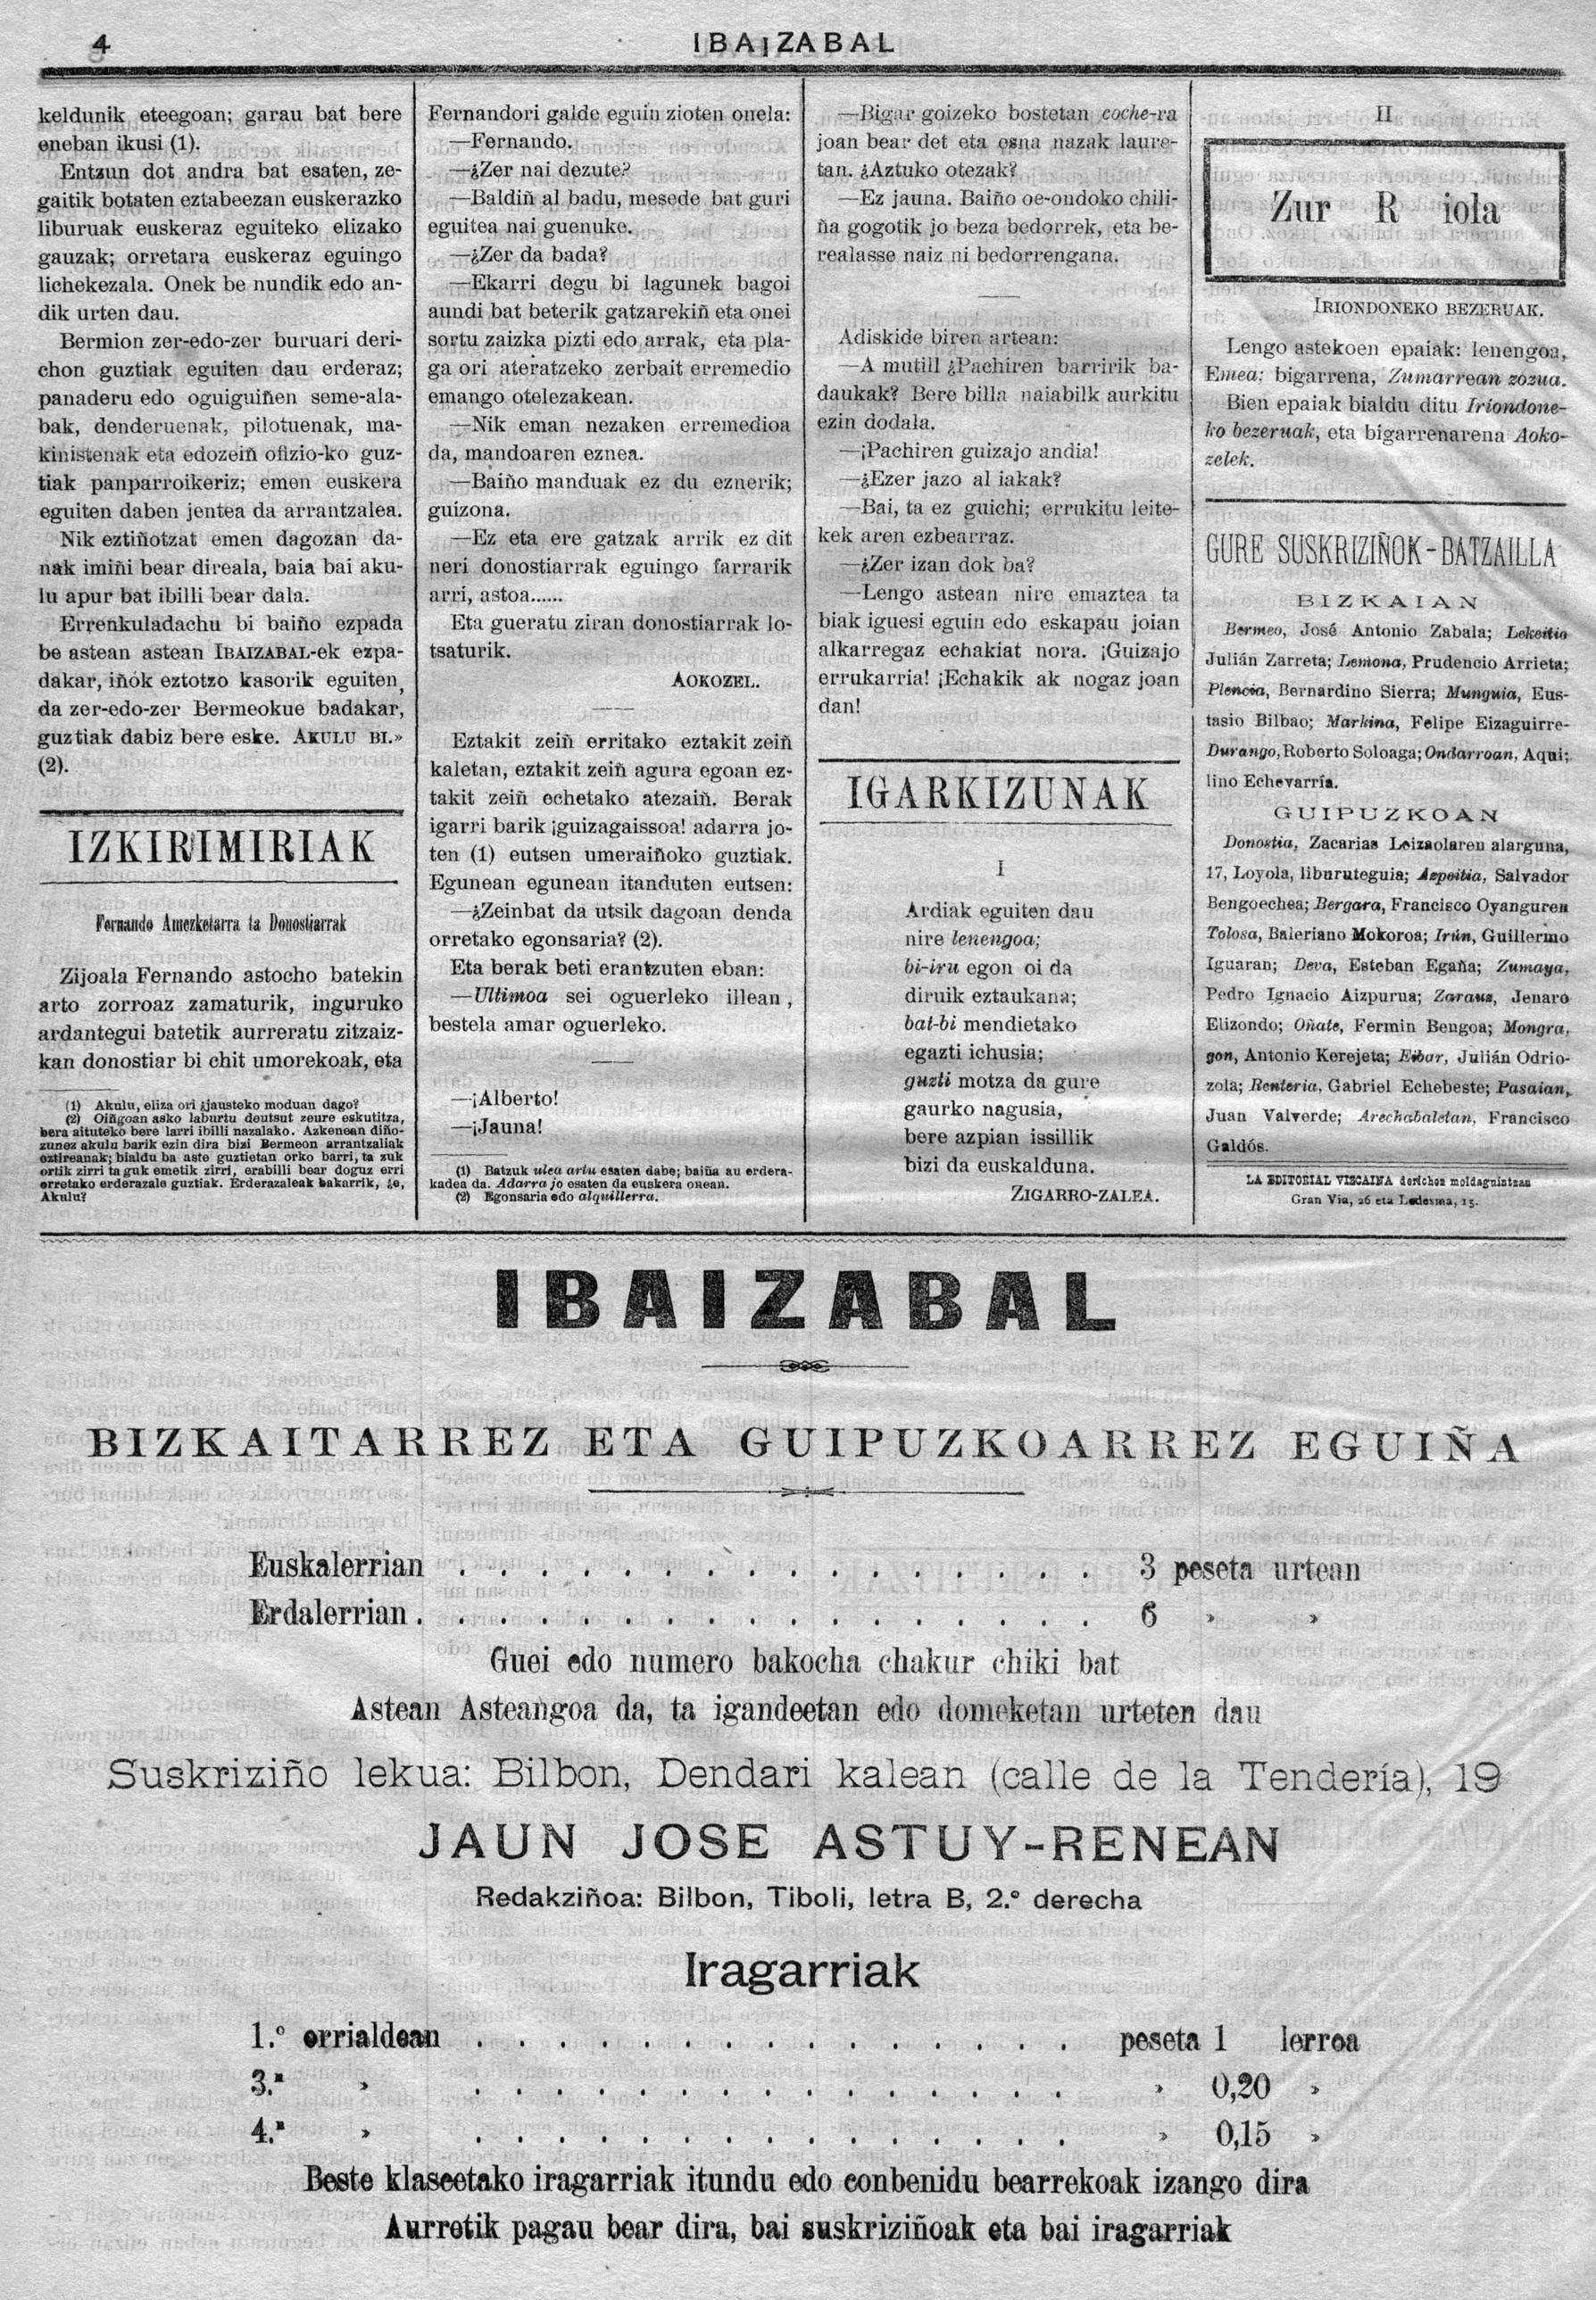 4
IBAIZABAL
keldunik eteegoan; garau bat bere
eneban ikusi (1).
Entzun dot andra bat esaten, ze-
gaitik botaten eztabeezan euskerazko
liburuak euskeraz eguiteko elizako
gauzak; orretara euskeraz eguingo
lichekezala. Onek be nundik edo an-
dik urten dau.
Bermion zer-edo-zer buruari deri-
chon guztiak eguiten dau erderaz;
panaderu edo oguiguiñen seme-ala-
bak, denderuenak, pilotuenak, ma-
kinistenak eta edozeiñ ofizio-ko guz-
tiak panparroikeriz; emen euskera
eguiten daben jentea da arrantzalea.
Nik eztiñotzat emen dagozan da-
nak imiñi bear direala, baia bai aku-
lu apur bat ibilli bear dala.
Errenkuladachu bi baiño ezpada
be astean astean IBAIZABAL-ek ezpa-
dakar, iñok eztotzo kasorik eguiten,
da zer-edo-zer Bermeokue badakar,
guztiak dabiz bere eske. AKULU BI.»
(2).
IZKIRIMIRIAK
Fernando Amezketarra ta Donostiarrak
Zijoala Fernando astocho batekin
arto zorroaz zamaturik, inguruko
ardantegui batetik aurreratu zitzaiz-
kan donostiar bi chit umorekoak, eta
(1) Akulu, eliza ori ¿jausteko moduan dago?
(2) Oiñgoan asko laburtu deutsut zeure eskutitza,
bera aituteko bere larri ibilli nazalako. Azkenean diño-
zunez akulu barik ezin dira bizi Bermeon arrantzaliak
eztireanak; bialdu ba aste guztietan orko barri, ta zuk
ortik zirri ta guk emetik zirri, erabilli bear doguz erri
erretako erderazale guztiak. Erderazaleak bakarrik, ¿e,
Akulu?
Fernandori galde eguin zioten onela:
—Fernando.
—¿Zer nai dezute?
—Baldiñ al badu, mesede bat guri
eguitea nai guenuke.
—¿Zer da bada?
—Ekarri degu bi lagunek bagoi
aundi bat beterik gatzarekiñ eta onei
sortu zaizka pizti edo arrak, eta pla-
ga ori ateratzeko zerbait erremedio
emango otelezakean.
—Nik eman nezaken erremedioa
da, mandoaren eznea.
—Baiño manduak ez du eznerik;
guizona.
—Ez eta ere gatzak arrik ez dit
neri donostiarrak eguingo farrarik
arri, astoa......
Eta gueratu ziran donostiarrak lo-
tsaturik.
AOKOZEL.
Eztakit zeiñ erritako eztakit zeiñ
kaletan, eztakit zeiñ agura egoan ez-
takit zeiñ echetako atezaiñ. Berak
igarri barik ¡guizagaissoa! adarra jo-
ten (1) eutsen umeraiñoko guztiak.
Egunean egunean itanduten eutsen:
—¿Zeinbat da utsik dagoan denda
orretako egonsaria? (2).
Eta berak beti erantzuten eban:
—Ultimoa sei oguerleko illean,
bestela amar oguerleko.
—¡Alberto!
—¡Jauna!
(1) Batzuk ulea artu esaten dabe; baiña au erdera-
kadea da. Adarra jo esaten da euskera onean.
(2) Egonsaria edo alquillerra.
—Bigar goizeko bostetan coche-ra
joan bear det eta esna nazak laure-
tan. ¿Aztuko otezak?
—Ez jauna. Baiño oe-ondoko chili-
ña gogotik jo beza bedorrek, eta be-
realasse naiz ni bedorrengana.
Adiskide biren artean:
—A mutill ¿Pachiren barririk ba-
daukak? Bere billa naiabilk aurkitu
ezin dodala.
—¡Pachiren guizajo andia!
—¿Ezer jazo al iakak?
—Bai, ta ez guichi; errukitu leite-
kek aren ezbearraz.
—¿Zer izan dok ba?
—Lengo astean nire emaztea ta
biak iguesi eguin edo eskapau joian
alkarregaz echakiat nora. ¡Guizajo
errukarria! ¡Echakik ak nogaz joan
dan!
IGARKIZUNAK
I
Ardiak eguiten dau
nire lenengoa;
bi-iru egon oi da
diruik eztaukana;
bat-bi mendietako
egazti ichusia;
guzti motza da gure
gaurko nagusia,
bere azpian issillik
bizi da euskalduna.
ZIGARRO-ZALEA.
II
Zur R iola
IRIONDONEKO BEZERUAK.
Lengo astekoen epaiak: lenengoa,
Emea; bigarrena, Zumarrean zozua.
Bien epaiak bialdu ditu Iriondone-
ko bezeruak, eta bigarrenarena Aoko-
zelek.
GURE SUSKRIZIÑOK-BATZAILLA
BIZKAIAN
Bermeo, José Antonio Zabala; Lekeitio
Julián Zarreta; Lemona, Prudencio Arrieta;
Plencia, Bernardino Sierra; Munguia, Eus-
tasio Bilbao; Markina, Felipe Eizaguirre-
Durango, Roberto Soloaga; Ondarroan, Aqui;
lino Echevarría.
GUIPUZKOAN
Donostia, Zacarias Leizaolaren alarguna,
17, Loyola, liburuteguia; Azpeitia, Salvador
Bengoechea; Bergara, Francisco Oyanguren
Tolosa, Baleriano Mokoroa; Irún, Guillermo
Iguaran; Deva, Esteban Egaña; Zumaya,
Pedro Ignacio Aizpurua; Zarauz, Jenaro
Elizondo; Oñate, Fermin Bengoa; Mongra,
gon, Antonio Kerejeta; Eibar, Julián Odrio-
zola; Renteria, Gabriel Echebeste; Pasaian,
Juan Valverde; Arechabaletan, Francisco
Galdós.
LA EDITORIAL VIZCAINA derichon moldaguintzan
Gran Via, 26 eta Ledesma, 15.
IBAIZABAL
BIZKAITARREZ ETA GUIPUZKOARREZ EGUIÑA
Euskalerrian . . . . . . . . . . . . . . . . 3 peseta urtean
Erdalerrian . . . . . . . . . . . . . . . . . 6 » »
Guei edo numero bakocha chakur chiki bat
Astean Asteangoa da, ta igandeetan edo domeketan urteten dau
Suskriziño lekua: Bilbon, Dendari kalean (calle de la Tendería), 19
JAUN JOSE ASTUY-RENEAN
Redakziñoa: Bilbon, Tiboli, letra B, 2.º derecha
Iragarriak
1.º orrialdean . . . . . . . . . . . . . . . peseta 1 lerroa
3.ª » . . . . . . . . . . . . . . . » 0,20 »
4.ª » . . . . . . . . . . . . . . . » 0,15 »
Beste klaseetako iragarriak itundu edo conbenidu bearrekoak izango dira
Aurretik pagau bear dira, bai suskriziñoak eta bai iragarriak